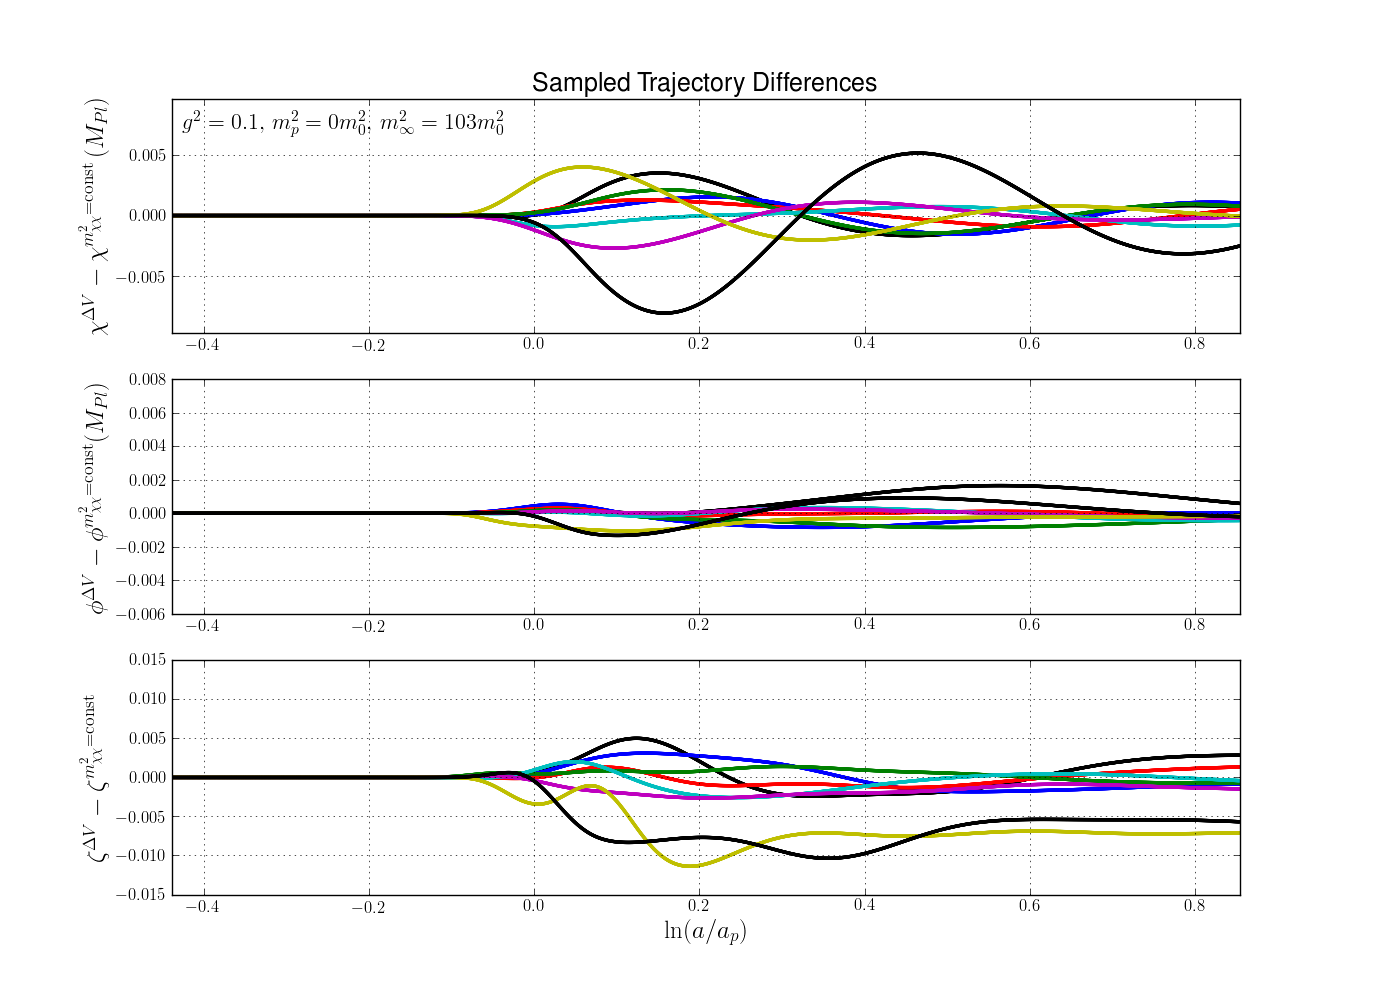 Sampled Trajectory Differences
g² = 0.1, m_p² = 0m_0², m_∞² = 103m_0²
χ^ΔV − χ^{m²_χχ=const} (M_Pl)
0.005
0.000
−0.005
−0.4 −0.2 0.0 0.2 0.4 0.6 0.8
ϕ^ΔV − ϕ^{m²_χχ=const}(M_Pl)
0.008
0.006
0.004
0.002
0.000
−0.002
−0.004
−0.006
−0.4 −0.2 0.0 0.2 0.4 0.6 0.8
ζ^ΔV − ζ^{m²_χχ=const}
0.015
0.010
0.005
0.000
−0.005
−0.010
−0.015
−0.4 −0.2 0.0 0.2 0.4 0.6 0.8
ln(a/a_p)